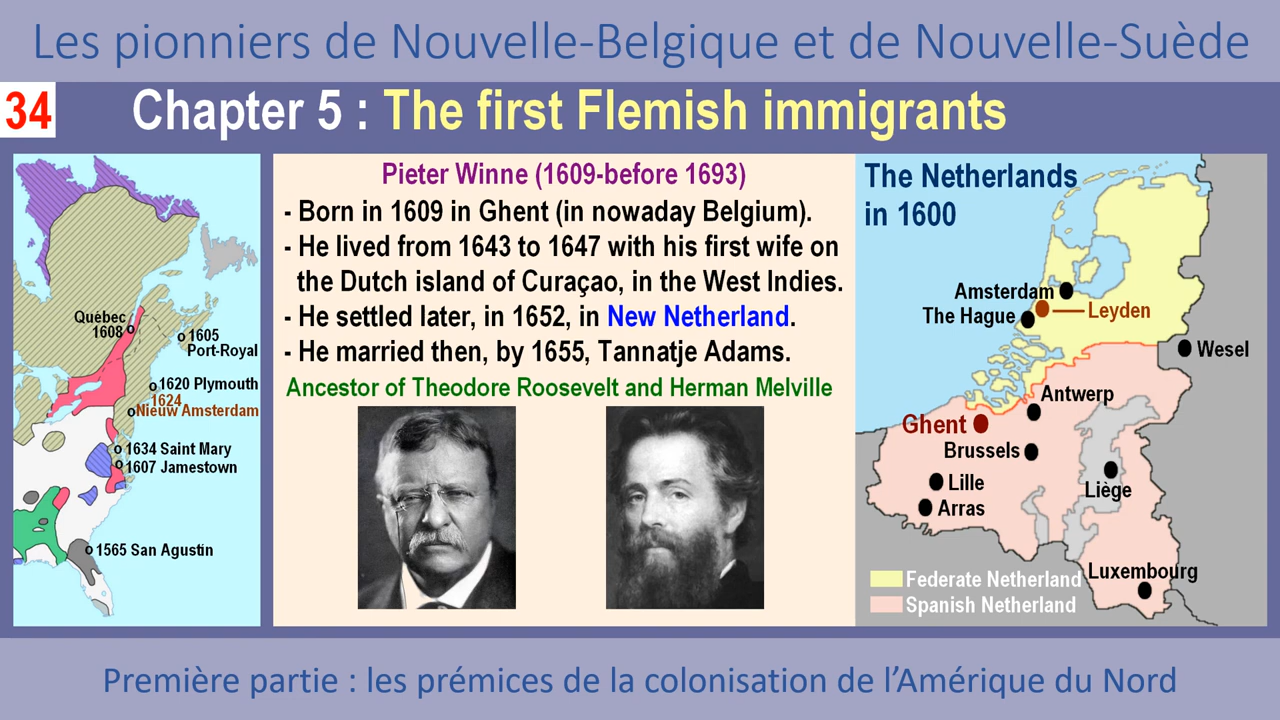 Les pionniers de Nouvelle-Belgique et de Nouvelle-Suède
34
Chapter 5 : The first Flemish immigrants
Québec
1608
1605
Port-Royal
1620 Plymouth
1624
Nieuw Amsterdam
1634 Saint Mary
1607 Jamestown
1565 San Agustin
Pieter Winne (1609-before 1693)
- Born in 1609 in Ghent (in nowaday Belgium).
- He lived from 1643 to 1647 with his first wife on
the Dutch island of Curaçao, in the West Indies.
- He settled later, in 1652, in New Netherland.
- He married then, by 1655, Tannatje Adams.
Ancestor of Theodore Roosevelt and Herman Melville
The Netherlands
in 1600
Amsterdam
Leyden
The Hague
Wesel
Antwerp
Ghent
Brussels
Lille
Liège
Arras
Luxembourg
Federate Netherland
Spanish Netherland
Première partie : les prémices de la colonisation de l’Amérique du Nord